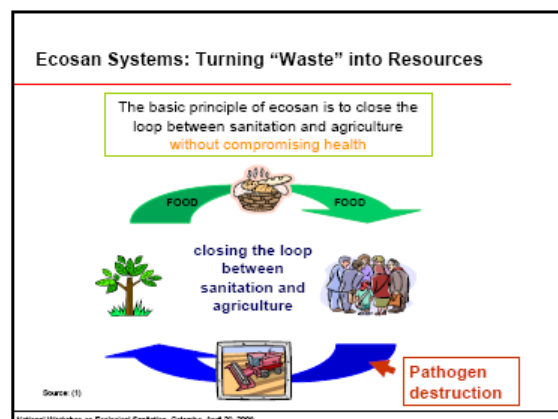 Ecosan Systems: Turning “Waste” into Resources
The basic principle of ecosan is to close the
loop between sanitation and agriculture
without compromising health
FOOD
FOOD
closing the loop
between
sanitation and
agriculture
Pathogen
destruction
Source: (1)
National Workshop on Ecological Sanitation, Colombo, April